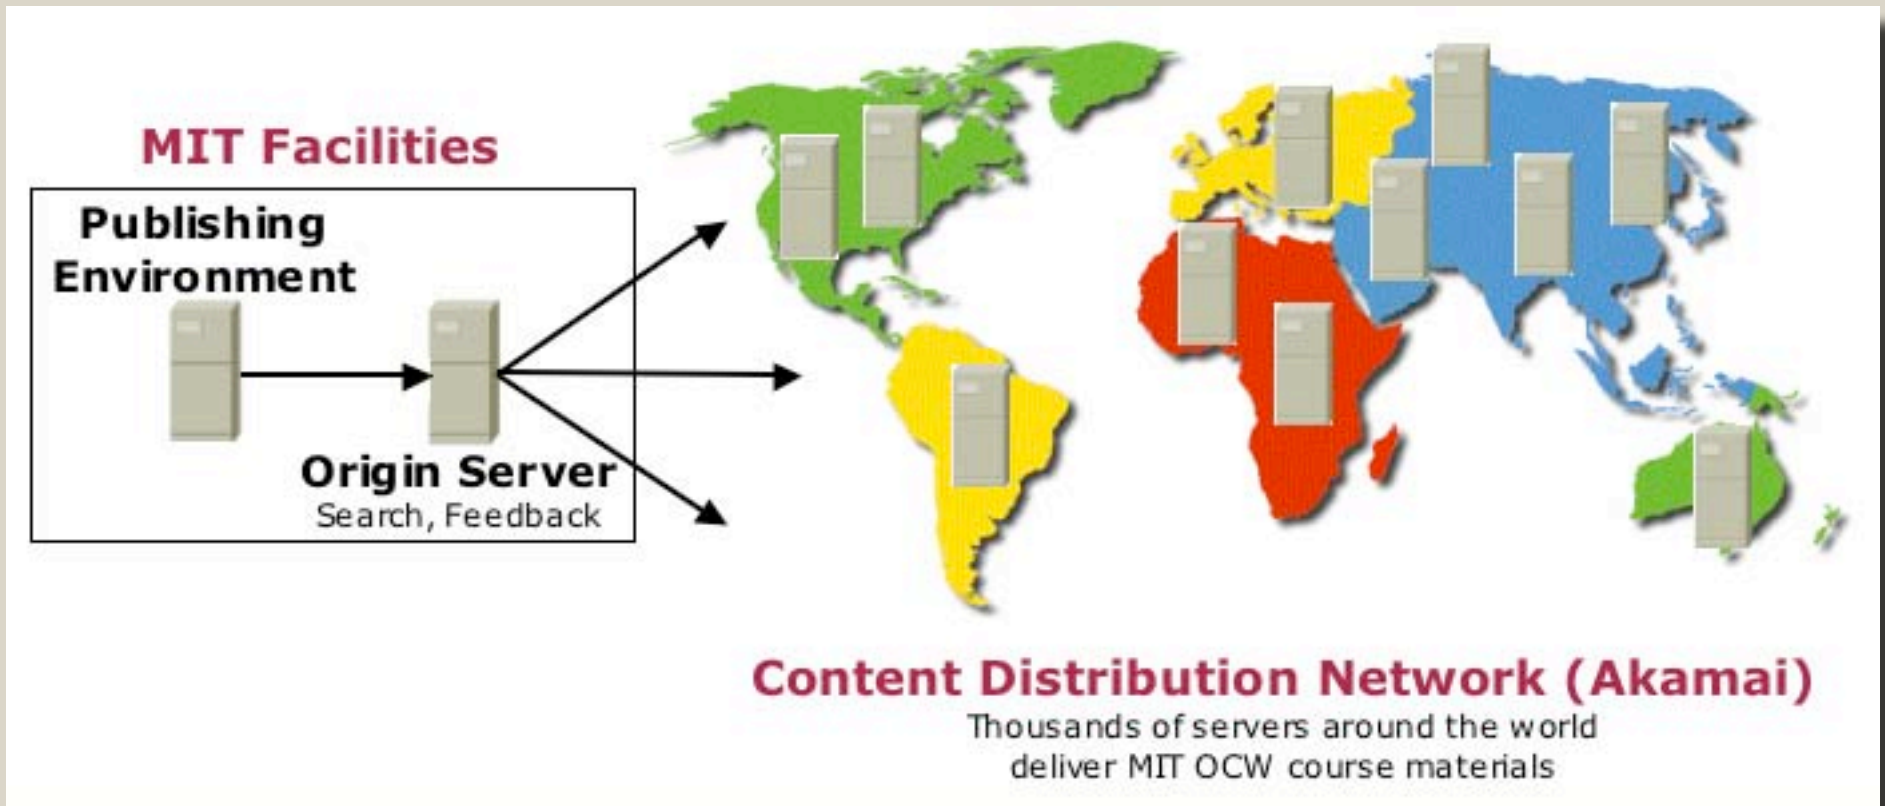 MIT Facilities
Publishing
Environment
Origin Server
Search, Feedback
Content Distribution Network (Akamai)
Thousands of servers around the world
deliver MIT OCW course materials